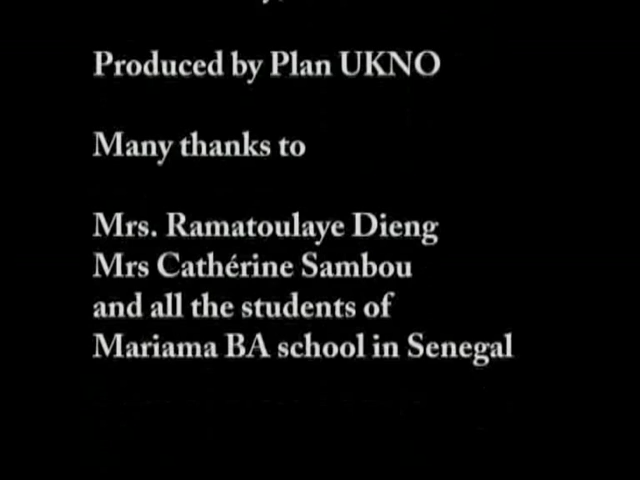 Produced by Plan UKNO
Many thanks to
Mrs. Ramatoulaye Dieng
Mrs Cathérine Sambou
and all the students of
Mariama BA school in Senegal